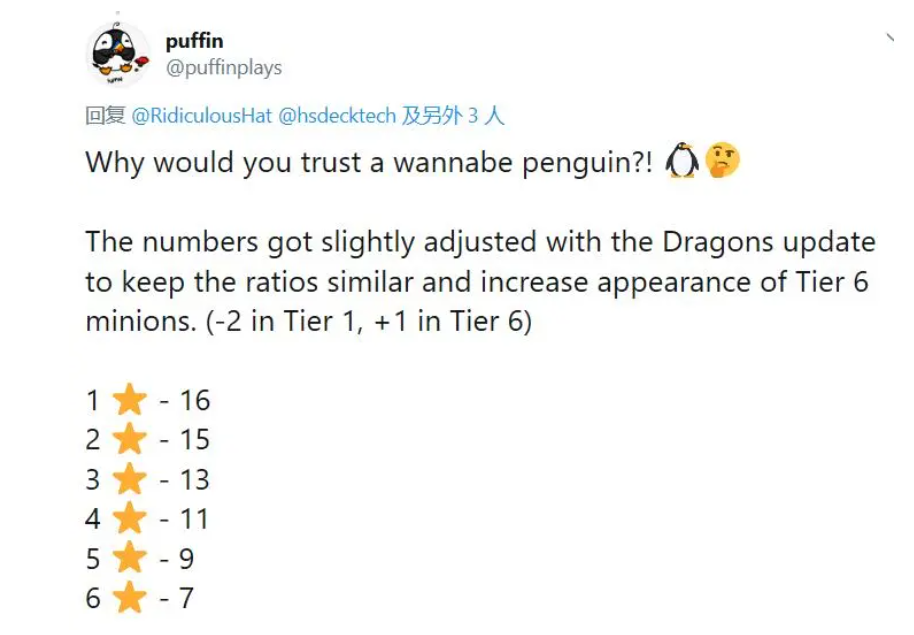 puffin
@puffinplays
回复 @RidiculousHat @hsdecktech 及另外 3 人
Why would you trust a wannabe penguin?! 🐧🤔
The numbers got slightly adjusted with the Dragons update
to keep the ratios similar and increase appearance of Tier 6
minions. (-2 in Tier 1, +1 in Tier 6)
1 ⭐ - 16
2 ⭐ - 15
3 ⭐ - 13
4 ⭐ - 11
5 ⭐ - 9
6 ⭐ - 7